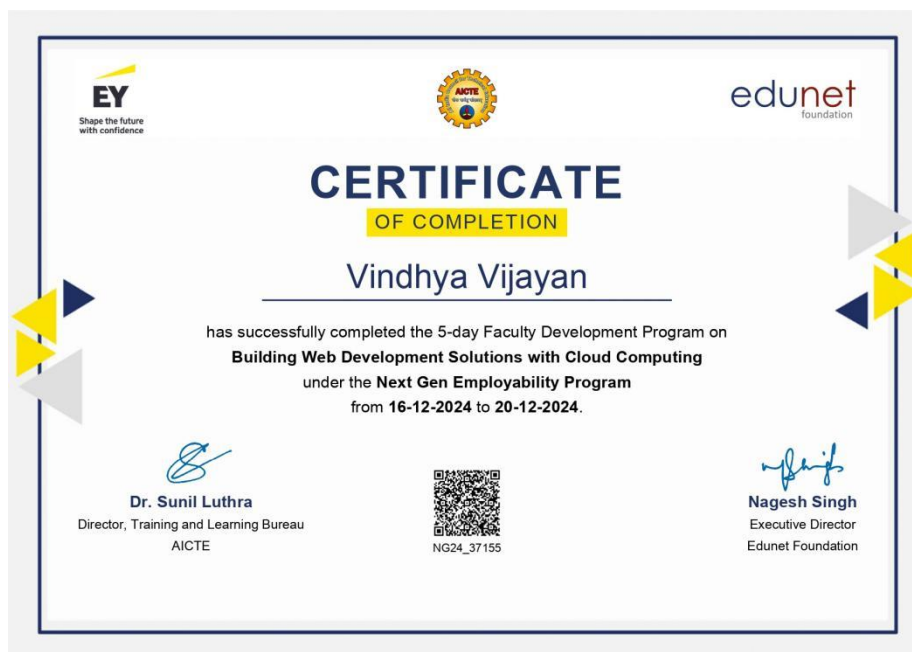 EY
Shape the future
with confidence
AICTE
edunet
foundation
CERTIFICATE
OF COMPLETION
Vindhya Vijayan
has successfully completed the 5-day Faculty Development Program on
Building Web Development Solutions with Cloud Computing
under the Next Gen Employability Program
from 16-12-2024 to 20-12-2024.
Dr. Sunil Luthra
Director, Training and Learning Bureau
AICTE
NG24_37155
Nagesh Singh
Executive Director
Edunet Foundation